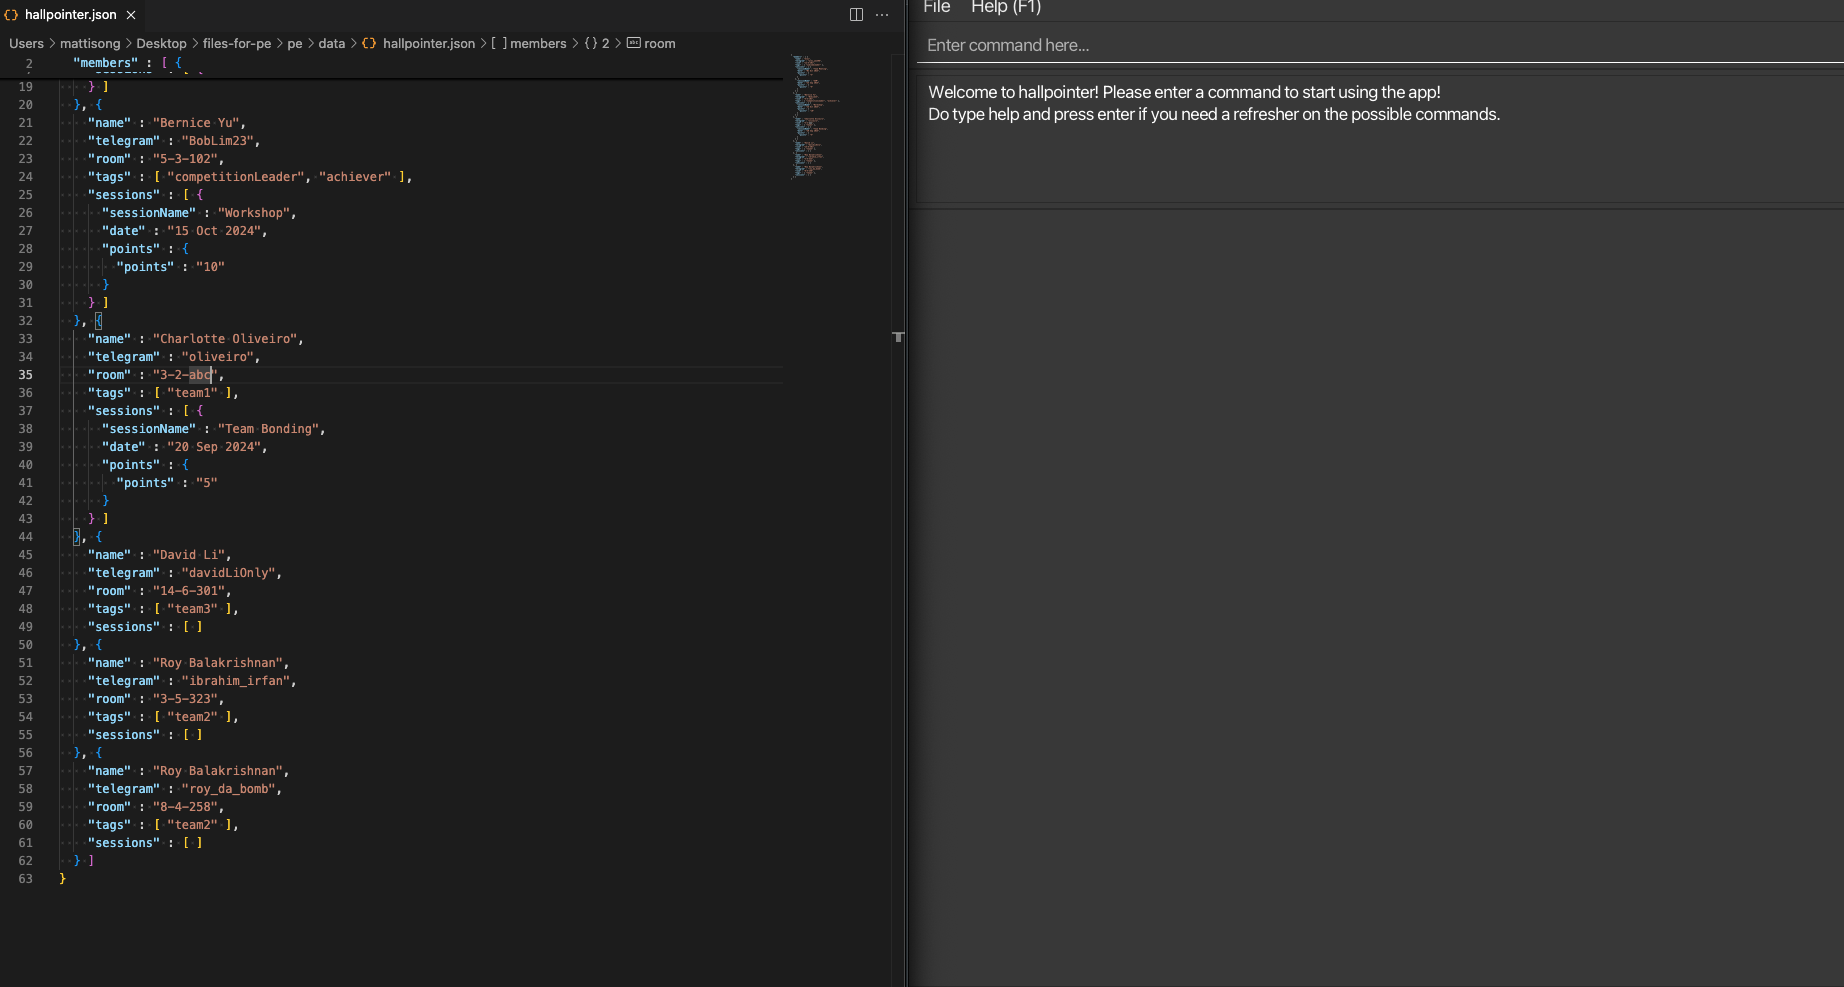 hallpointer.json
Users > mattisong > Desktop > files-for-pe > pe > data > {} hallpointer.json > [ ] members > {} 2 > room
2 "members" : [ {
19 } ]
20 }, {
21 "name" : "Bernice Yu",
22 "telegram" : "BobLim23",
23 "room" : "5-3-102",
24 "tags" : [ "competitionLeader", "achiever" ],
25 "sessions" : [ {
26 "sessionName" : "Workshop",
27 "date" : "15 Oct 2024",
28 "points" : {
29 "points" : "10"
30 }
31 } ]
32 }, {
33 "name" : "Charlotte Oliveiro",
34 "telegram" : "oliveiro",
35 "room" : "3-2-abc",
36 "tags" : [ "team1" ],
37 "sessions" : [ {
38 "sessionName" : "Team Bonding",
39 "date" : "20 Sep 2024",
40 "points" : {
41 "points" : "5"
42 }
43 } ]
44 }, {
45 "name" : "David Li",
46 "telegram" : "davidLiOnly",
47 "room" : "14-6-301",
48 "tags" : [ "team3" ],
49 "sessions" : [ ]
50 }, {
51 "name" : "Roy Balakrishnan",
52 "telegram" : "ibrahim_irfan",
53 "room" : "3-5-323",
54 "tags" : [ "team2" ],
55 "sessions" : [ ]
56 }, {
57 "name" : "Roy Balakrishnan",
58 "telegram" : "roy_da_bomb",
59 "room" : "8-4-258",
60 "tags" : [ "team2" ],
61 "sessions" : [ ]
62 } ]
63 }
File Help (F1)
Enter command here...
Welcome to hallpointer! Please enter a command to start using the app!
Do type help and press enter if you need a refresher on the possible commands.